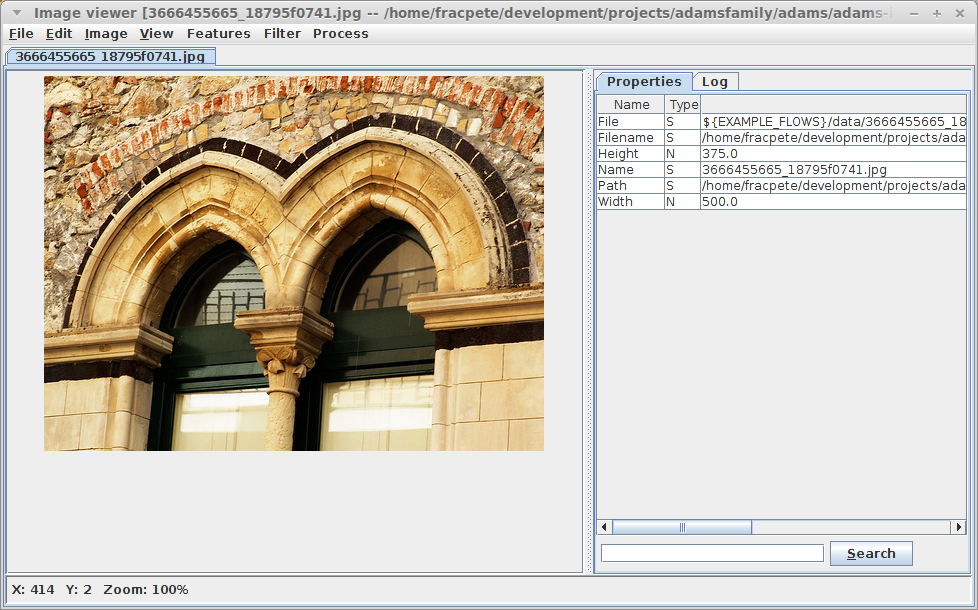 Image viewer [3666455665_18795f0741.jpg -- /home/fracpete/development/projects/adamsfamily/adams/adams-
File Edit Image View Features Filter Process
3666455665_18795f0741.jpg
Properties Log
Name Type
File S ${EXAMPLE_FLOWS}/data/3666455665_18
Filename S /home/fracpete/development/projects/ada
Height N 375.0
Name S 3666455665_18795f0741.jpg
Path S /home/fracpete/development/projects/ada
Width N 500.0
Search
X: 414 Y: 2 Zoom: 100%